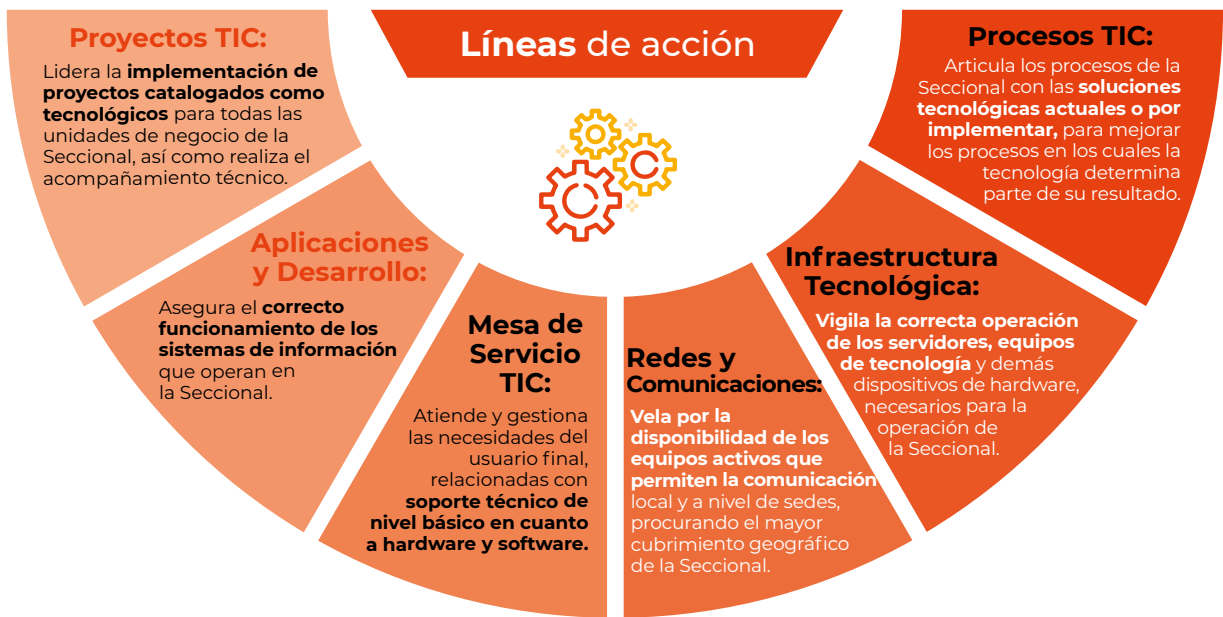 Líneas de acción
Proyectos TIC:
Lidera la implementación de
proyectos catalogados como
tecnológicos para todas las
unidades de negocio de la
Seccional, así como realiza el
acompañamiento técnico.
Aplicaciones
y Desarrollo:
Asegura el correcto
funcionamiento de los
sistemas de información
que operan en
la Seccional.
Mesa de
Servicio
TIC:
Atiende y gestiona
las necesidades del
usuario final,
relacionadas con
soporte técnico de
nivel básico en cuanto
a hardware y software.
Redes y
Comunicaciones:
Vela por la
disponibilidad de los
equipos activos que
permiten la comunicación
local y a nivel de sedes,
procurando el mayor
cubrimiento geográfico
de la Seccional.
Infraestructura
Tecnológica:
Vigila la correcta operación
de los servidores, equipos
de tecnología y demás
dispositivos de hardware,
necesarios para la
operación de
la Seccional.
Procesos TIC:
Articula los procesos de la
Seccional con las soluciones
tecnológicas actuales o por
implementar, para mejorar
los procesos en los cuales la
tecnología determina
parte de su resultado.